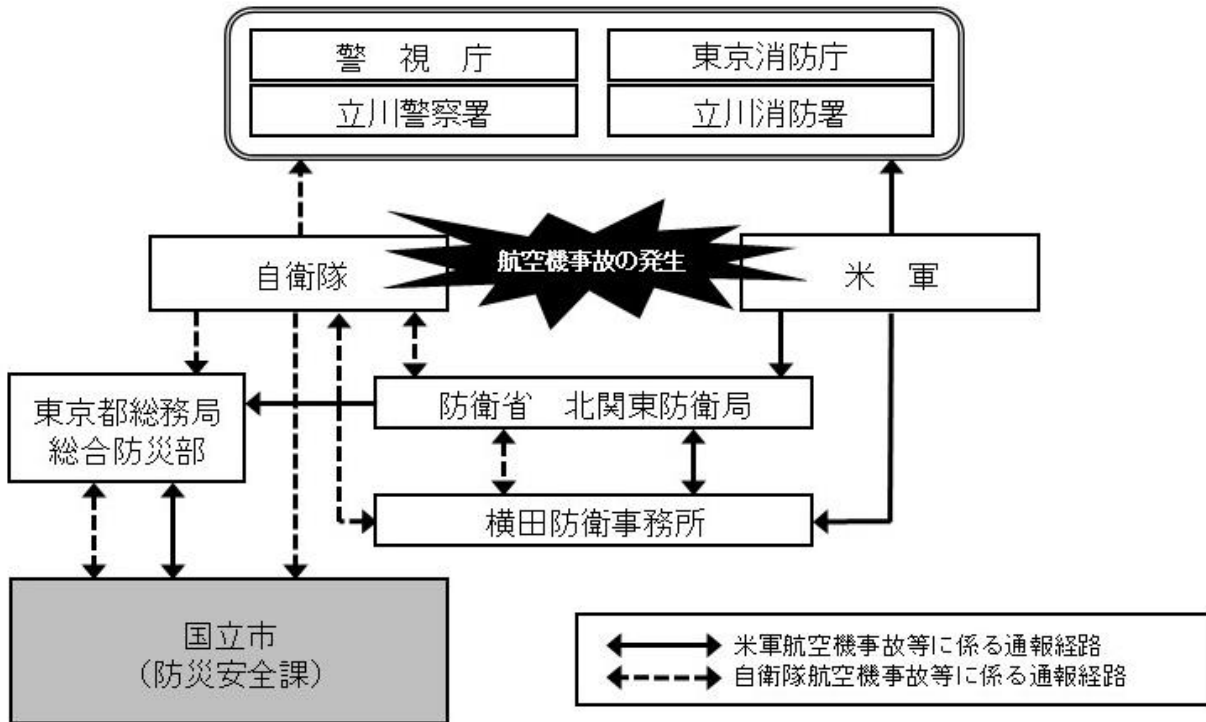 警 視 庁
東京消防庁
立川警察署
立川消防署
航空機事故の発生
自衛隊
米 軍
東京都総務局
総合防災部
防衛省 北関東防衛局
横田防衛事務所
国立市
（防災安全課）
米軍航空機事故等に係る通報経路
自衛隊航空機事故等に係る通報経路